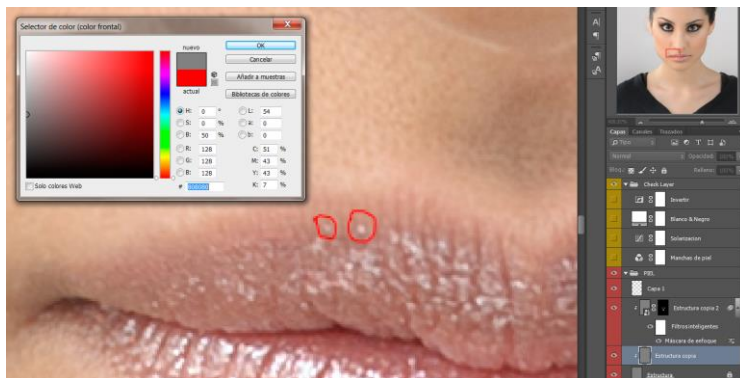 Selector de color (color frontal)
nuevo
actual
OK
Cancelar
Añadir a muestras
Bibliotecas de colores
H: 0 °
L: 54
S: 0 %
a: 0
B: 50 %
b: 0
R: 128
C: 51 %
G: 128
M: 43 %
B: 128
Y: 43 %
# 808080
K: 7 %
Solo colores Web
A|
¶
Capas Canales Trazados
Tipo
Normal
Opacidad: 100%
Bloq.:
Relleno: 100%
Check Layer
Invertir
Blanco & Negro
Solarizacion
Manchas de piel
PIEL
Capa 1
Estructura copia 2
Filtros inteligentes
Máscara de enfoque
Estructura copia
Estructura